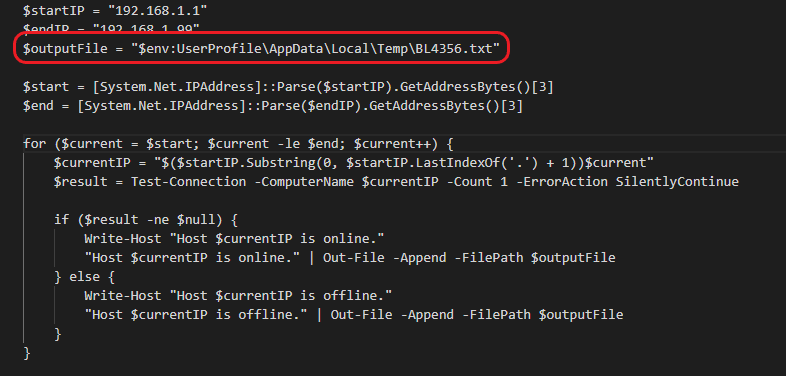 $startIP = "192.168.1.1"
$endIP = "192.168.1.99"
$outputFile = "$env:UserProfile\AppData\Local\Temp\BL4356.txt"
$start = [System.Net.IPAddress]::Parse($startIP).GetAddressBytes()[3]
$end = [System.Net.IPAddress]::Parse($endIP).GetAddressBytes()[3]
for ($current = $start; $current -le $end; $current++) {
    $currentIP = "$($startIP.Substring(0, $startIP.LastIndexOf('.') + 1))$current"
    $result = Test-Connection -ComputerName $currentIP -Count 1 -ErrorAction SilentlyContinue
    if ($result -ne $null) {
        Write-Host "Host $currentIP is online."
        "Host $currentIP is online." | Out-File -Append -FilePath $outputFile
    } else {
        Write-Host "Host $currentIP is offline."
        "Host $currentIP is offline." | Out-File -Append -FilePath $outputFile
    }
}